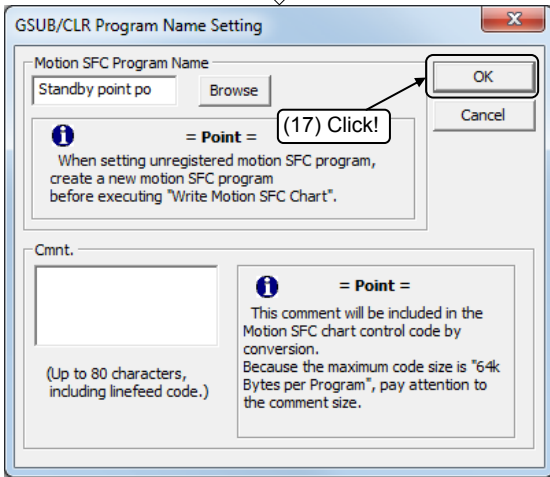 GSUB/CLR Program Name Setting
Motion SFC Program Name
Standby point po
Browse
OK
Cancel
(17) Click!
= Point =
When setting unregistered motion SFC program,
create a new motion SFC program
before executing "Write Motion SFC Chart".
Cmnt.
(Up to 80 characters,
including linefeed code.)
= Point =
This comment will be included in the
Motion SFC chart control code by
conversion.
Because the maximum code size is "64k
Bytes per Program", pay attention to
the comment size.